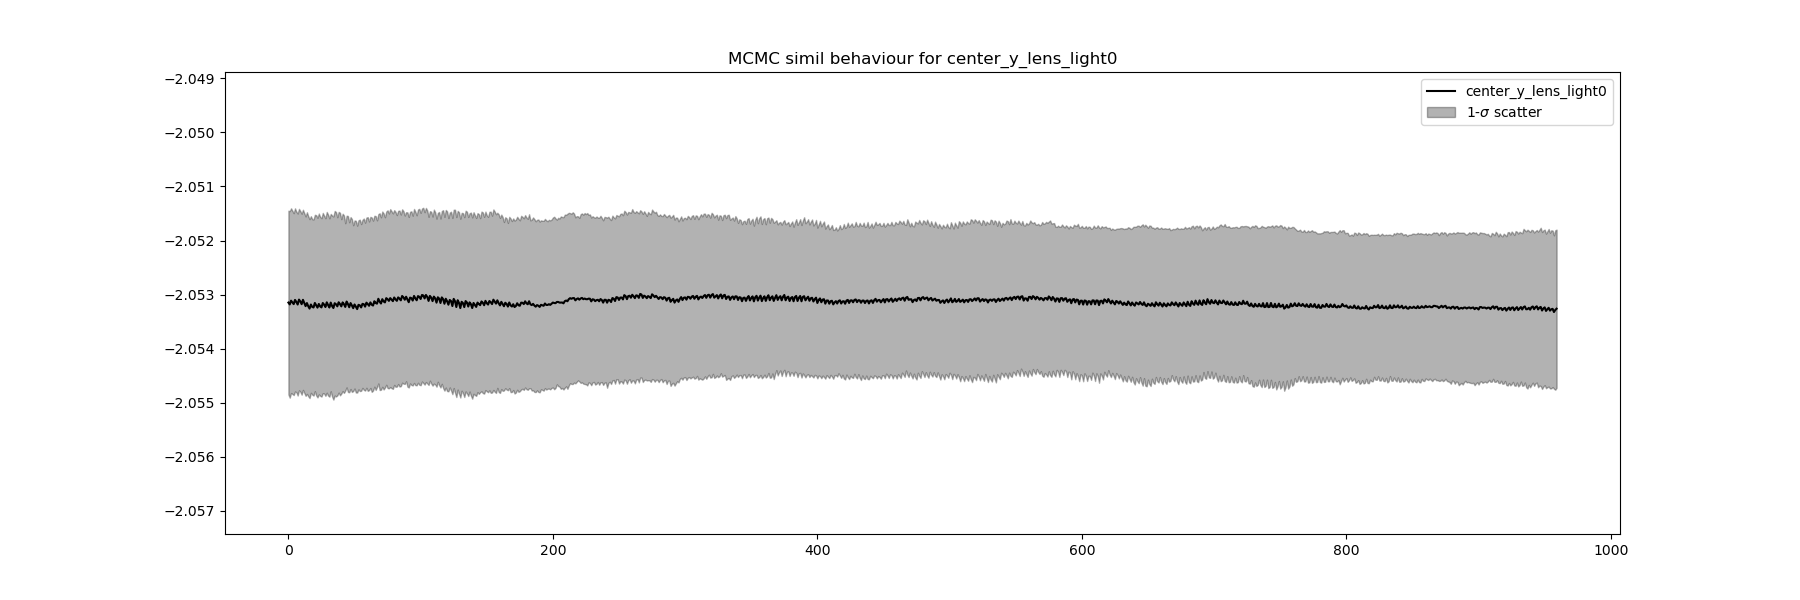 MCMC simil behaviour for center_y_lens_light0
center_y_lens_light0
1-σ scatter
−2.049
−2.050
−2.051
−2.052
−2.053
−2.054
−2.055
−2.056
−2.057
0 200 400 600 800 1000